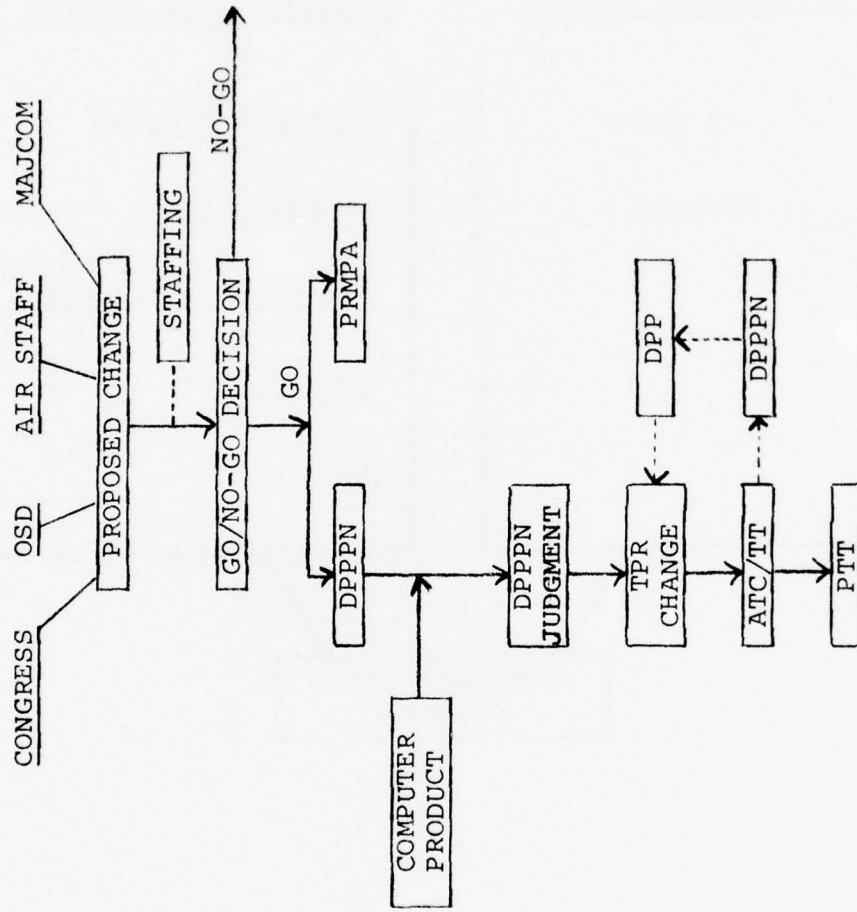 CONGRESS
OSD
AIR STAFF
MAJCOM
PROPOSED CHANGE
STAFFING
GO/NO-GO DECISION
NO-GO
GO
DPPPN
PRMPA
COMPUTER
PRODUCT
DPPPN
JUDGMENT
TPR
CHANGE
DPP
ATC/TT
DPPPN
PTT